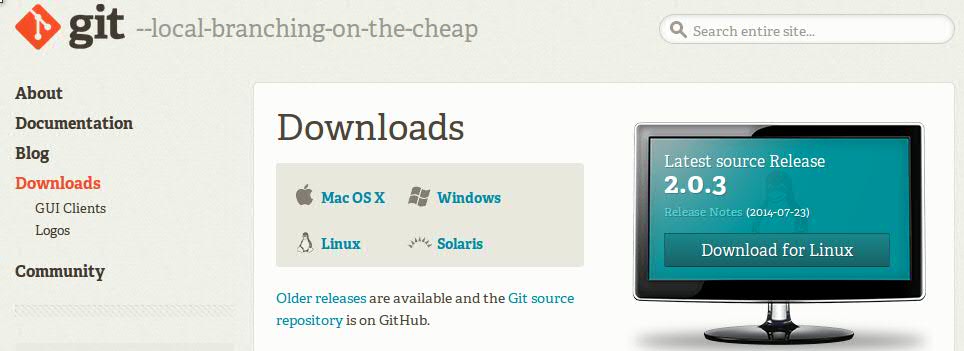 git --local-branching-on-the-cheap
Search entire site...
About
Documentation
Blog
Downloads
GUI Clients
Logos
Community
Downloads
Mac OS X
Windows
Linux
Solaris
Older releases are available and the Git source
repository is on GitHub.
Latest source Release
2.0.3
Release Notes (2014-07-23)
Download for Linux